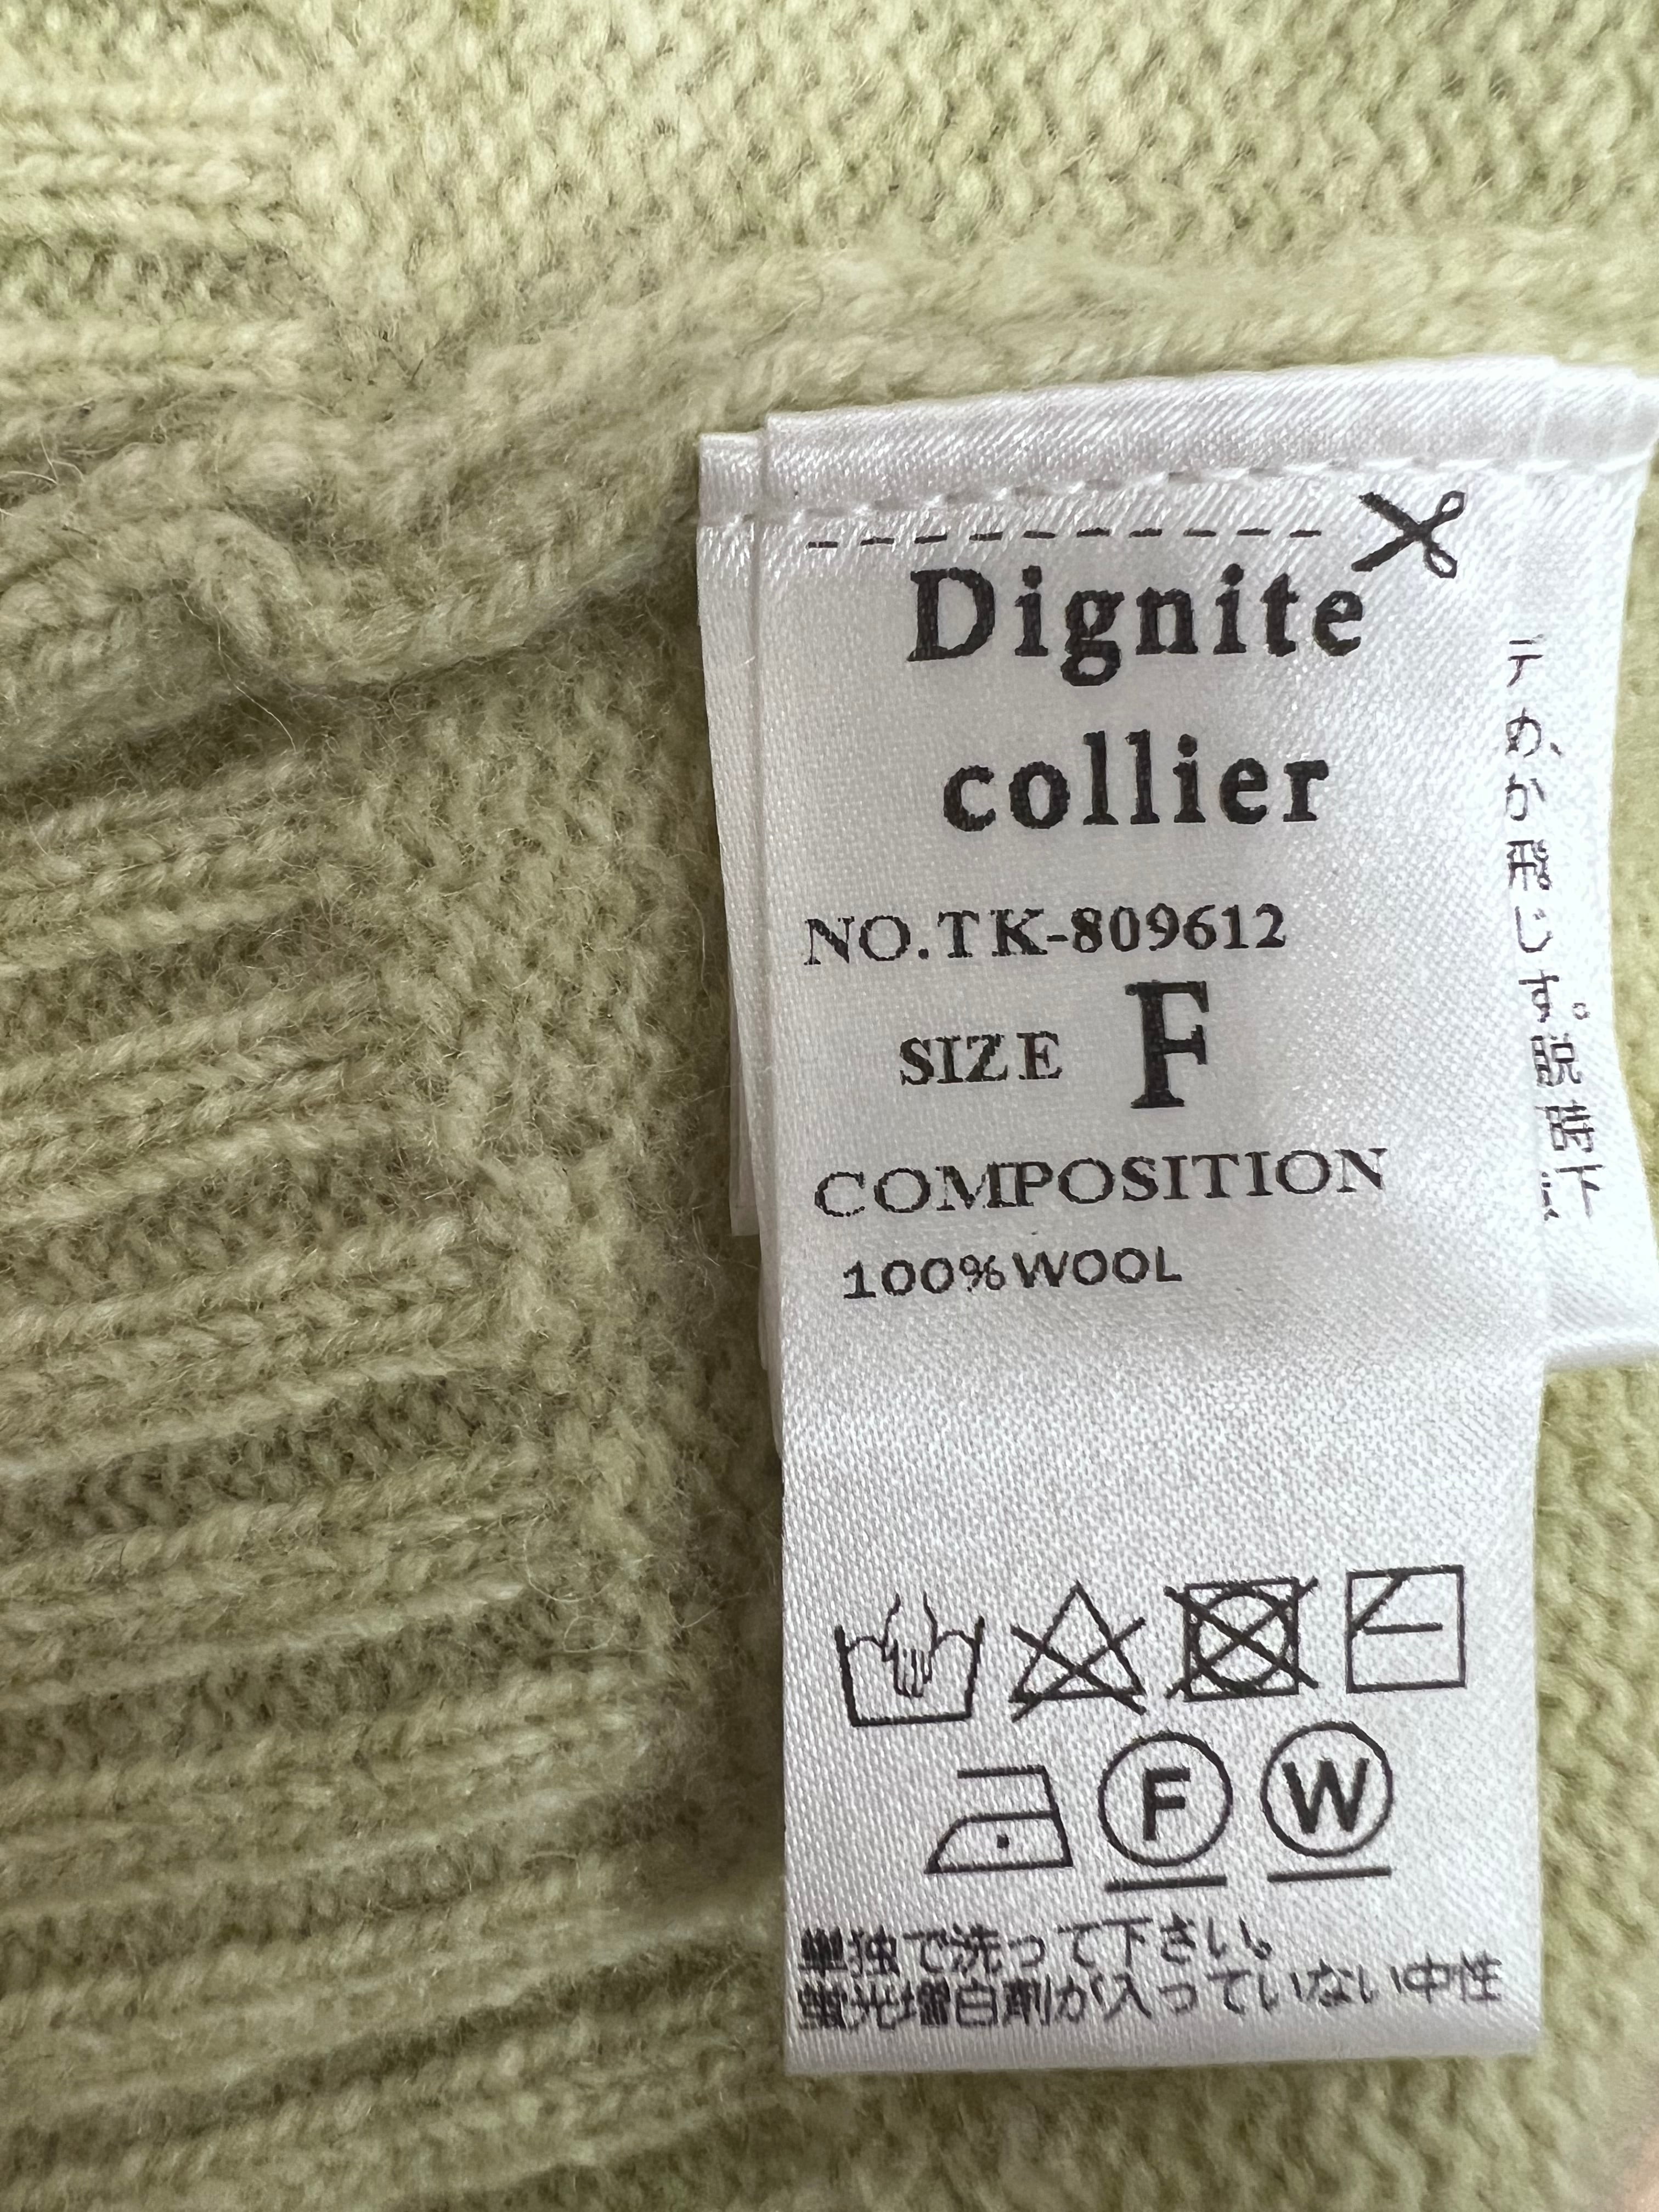 Dignite
collier
NO.TK-809612
SIZE F
COMPOSITION
100%WOOL
F W
単独で洗って下さい。
蛍光増白剤が入っていない中性